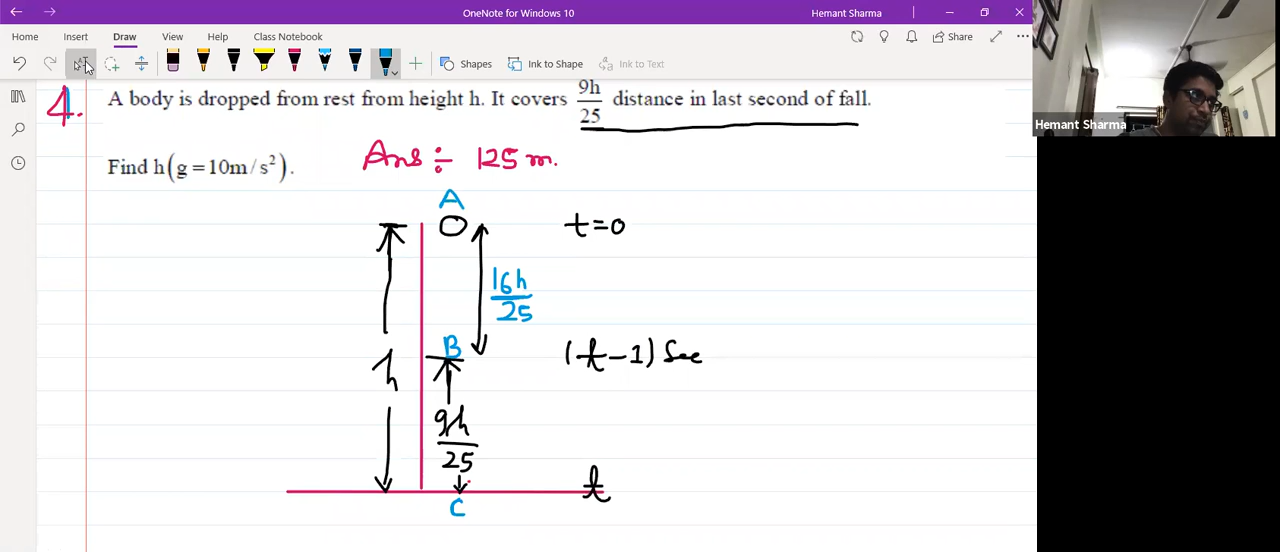 OneNote for Windows 10
Hemant Sharma
Home Insert Draw View Help Class Notebook Share
Shapes Ink to Shape Ink to Text
4. A body is dropped from rest from height h. It covers 9h/25 distance in last second of fall.
Find h(g=10m/s²).
Ans ÷ 125 m.
A
t=0
16h/25
B
(t-1) Sec
h
9h/25
t
C
Hemant Sharma